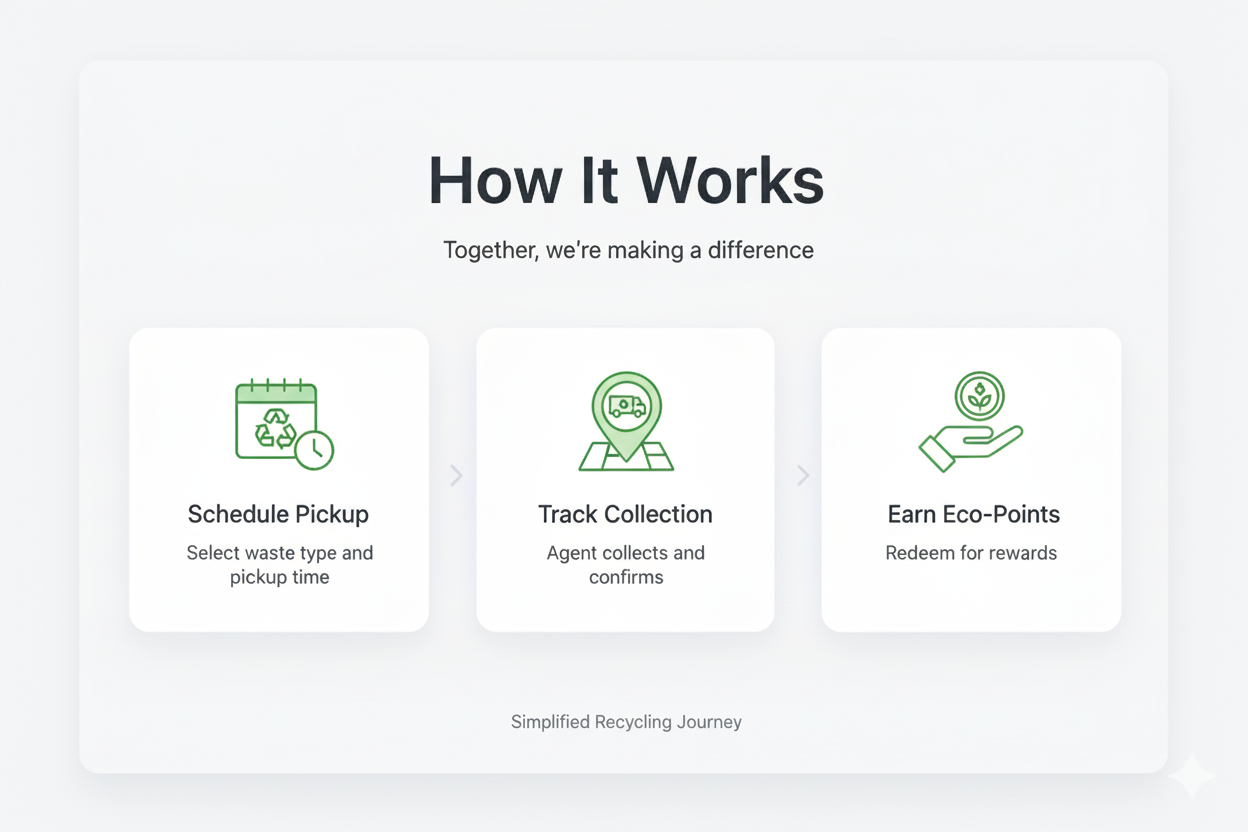 How It Works
Together, we're making a difference
Schedule Pickup
Select waste type and
pickup time
Track Collection
Agent collects and
confirms
Earn Eco-Points
Redeem for rewards
Simplified Recycling Journey